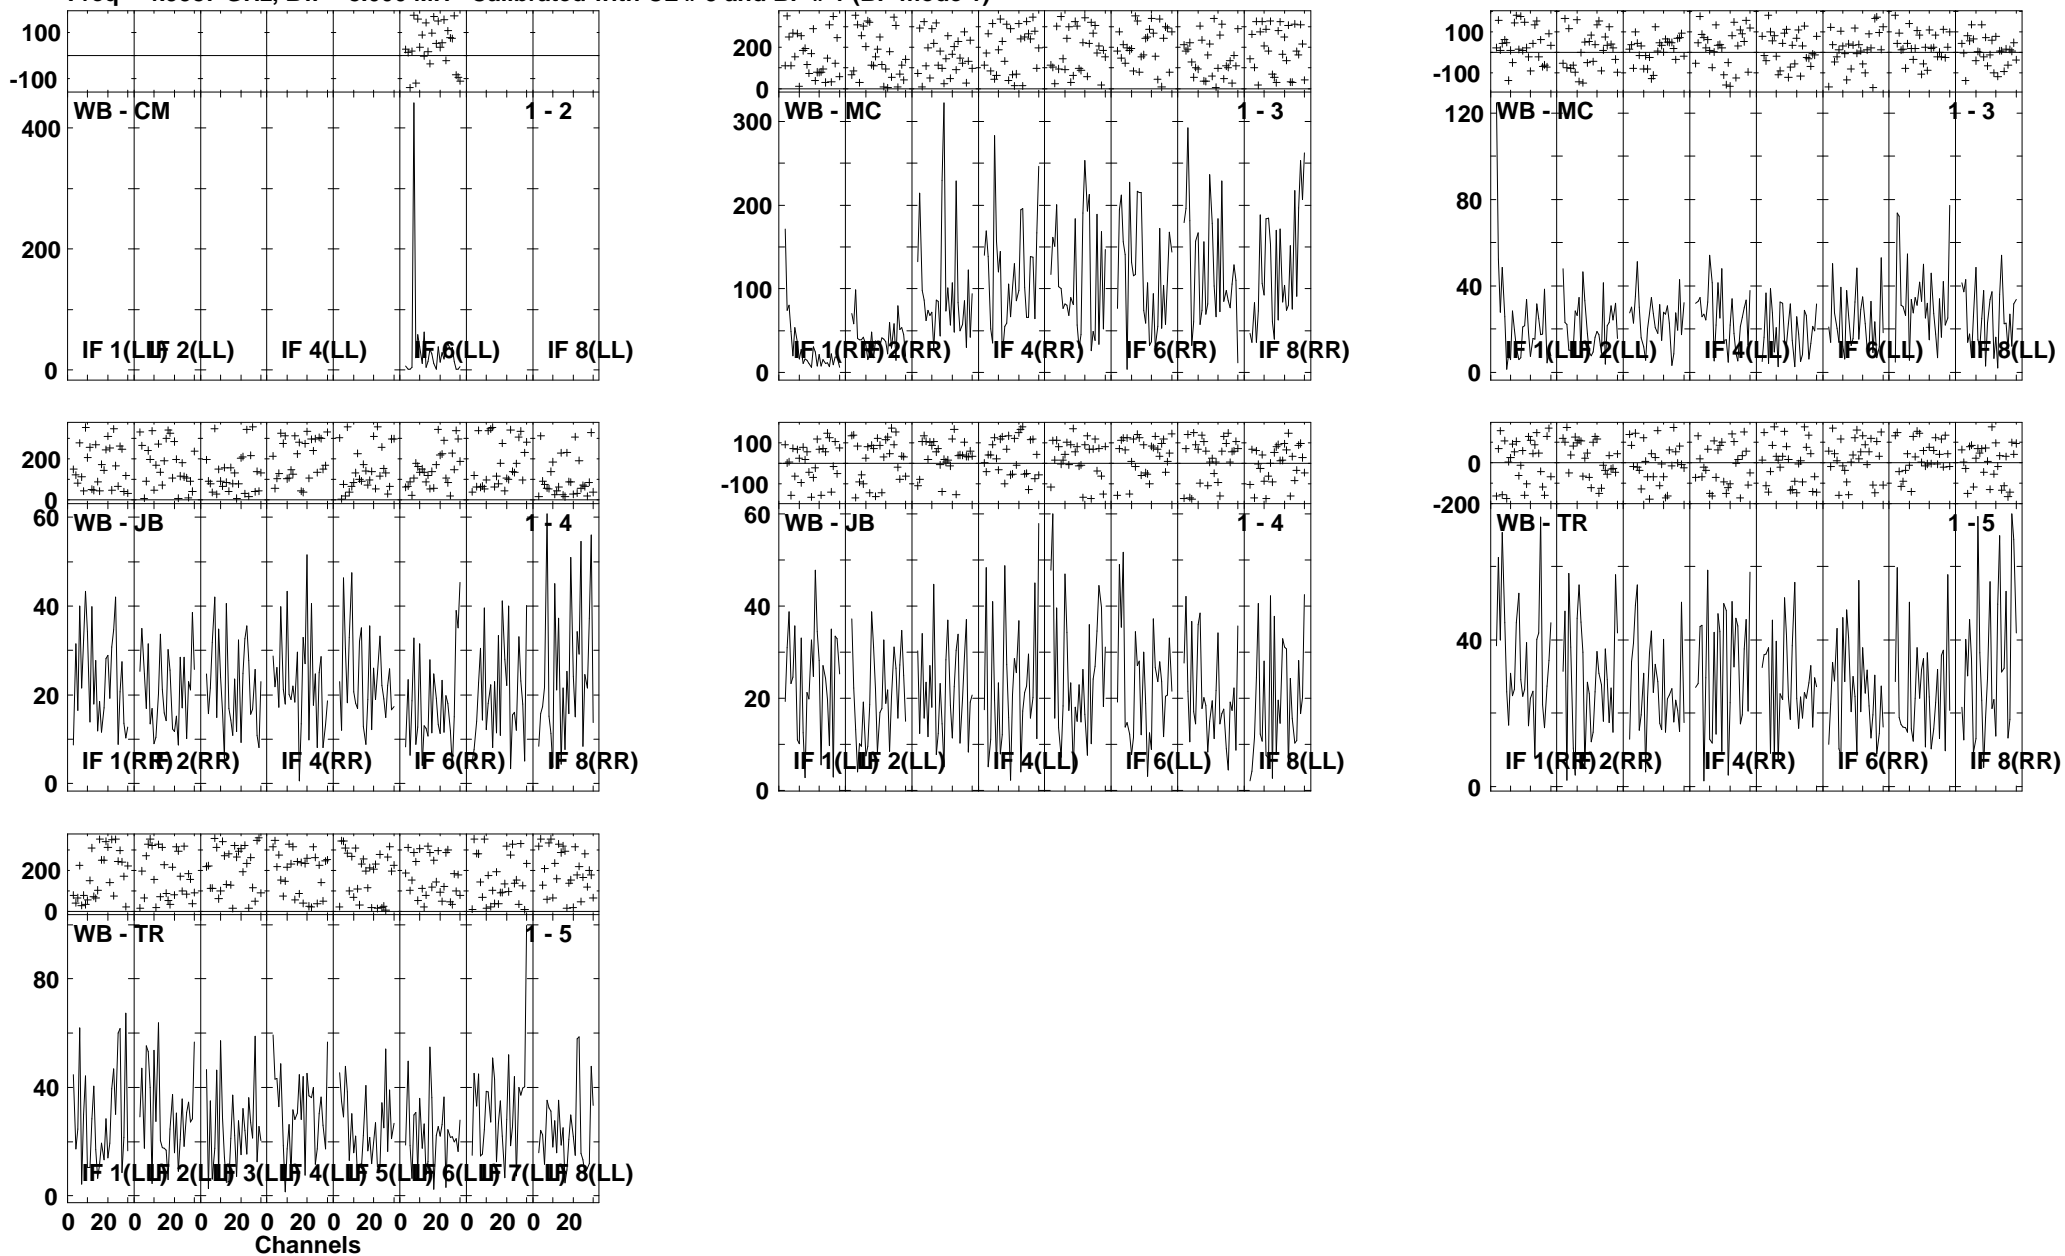 100
-100
400
200
0
WB - CM
1 - 2
IF 1(LL) IF 2(LL) IF 4(LL) IF 6(LL) IF 8(LL)
200
0
300
200
100
0
WB - MC
1 - 3
IF 1(RR) IF 2(RR) IF 4(RR) IF 6(RR) IF 8(RR)
100
-100
120
80
40
0
WB - MC
1 - 3
IF 1(LL) IF 2(LL) IF 4(LL) IF 6(LL) IF 8(LL)
200
0
60
40
20
0
WB - JB
1 - 4
IF 1(RR) IF 2(RR) IF 4(RR) IF 6(RR) IF 8(RR)
100
-100
60
40
20
0
WB - JB
1 - 4
IF 1(LL) IF 2(LL) IF 4(LL) IF 6(LL) IF 8(LL)
0
-200
40
0
WB - TR
1 - 5
IF 1(RR) IF 2(RR) IF 4(RR) IF 6(RR) IF 8(RR)
200
0
80
40
0
WB - TR
1 - 5
IF 1(LL) IF 2(LL) IF 3(LL) IF 4(LL) IF 5(LL) IF 6(LL) IF 7(LL) IF 8(LL)
0 20 0 20 0 20 0 20 0 20 0 20 0 20 0 20
Channels